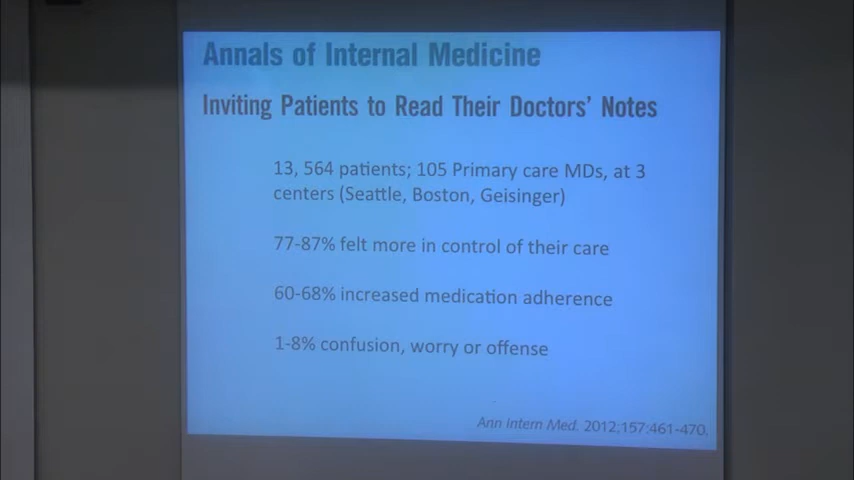 Annals of Internal Medicine
Inviting Patients to Read Their Doctors' Notes
13, 564 patients; 105 Primary care MDs, at 3
centers (Seattle, Boston, Geisinger)
77-87% felt more in control of their care
60-68% increased medication adherence
1-8% confusion, worry or offense
Ann Intern Med. 2012;157:461-470.